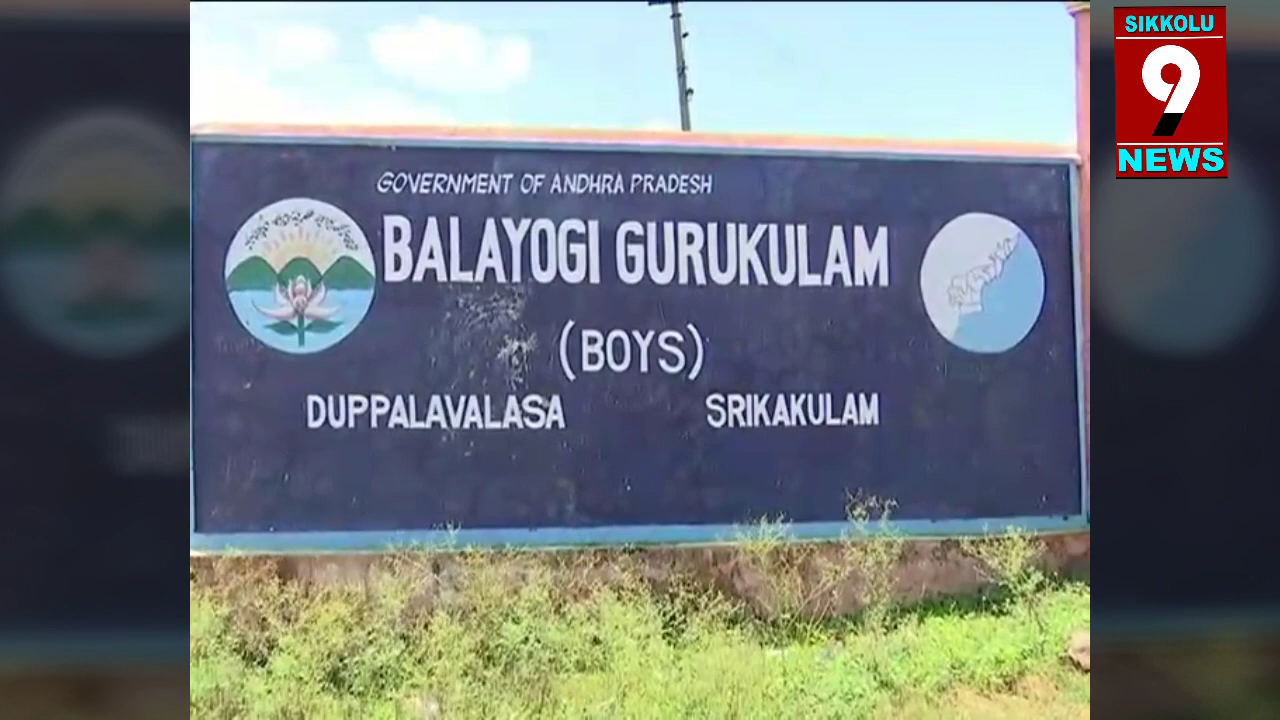 GOVERNMENT OF ANDHRA PRADESH
BALAYOGI GURUKULAM
(BOYS)
DUPPALAVALASA SRIKAKULAM
SIKKOLU
9
NEWS